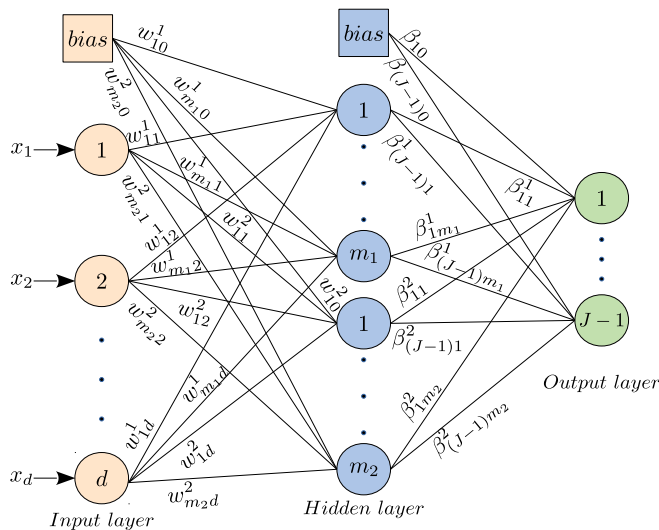 bias
w^1_{10}
w^1_{m_10}
w^2_{m_20}
x_1
1
w^1_{11}
w^1_{m_11}
w^2_{m_21}
w^2_{11}
w^2_{10}
x_2
2
w^1_{12}
w^1_{m_12}
w^2_{12}
w^2_{m_22}
x_d
d
w^1_{1d}
w^1_{m_1d}
w^2_{1d}
w^2_{m_2d}
Input layer
bias
1
m_1
1
m_2
Hidden layer
β_{10}
β_{(J-1)0}
β^1_{(J-1)1}
β^1_{11}
β^1_{1m_1}
β^1_{(J-1)m_1}
β^2_{11}
β^2_{(J-1)1}
β^2_{1m_2}
β^2_{(J-1)m_2}
1
J-1
Output layer